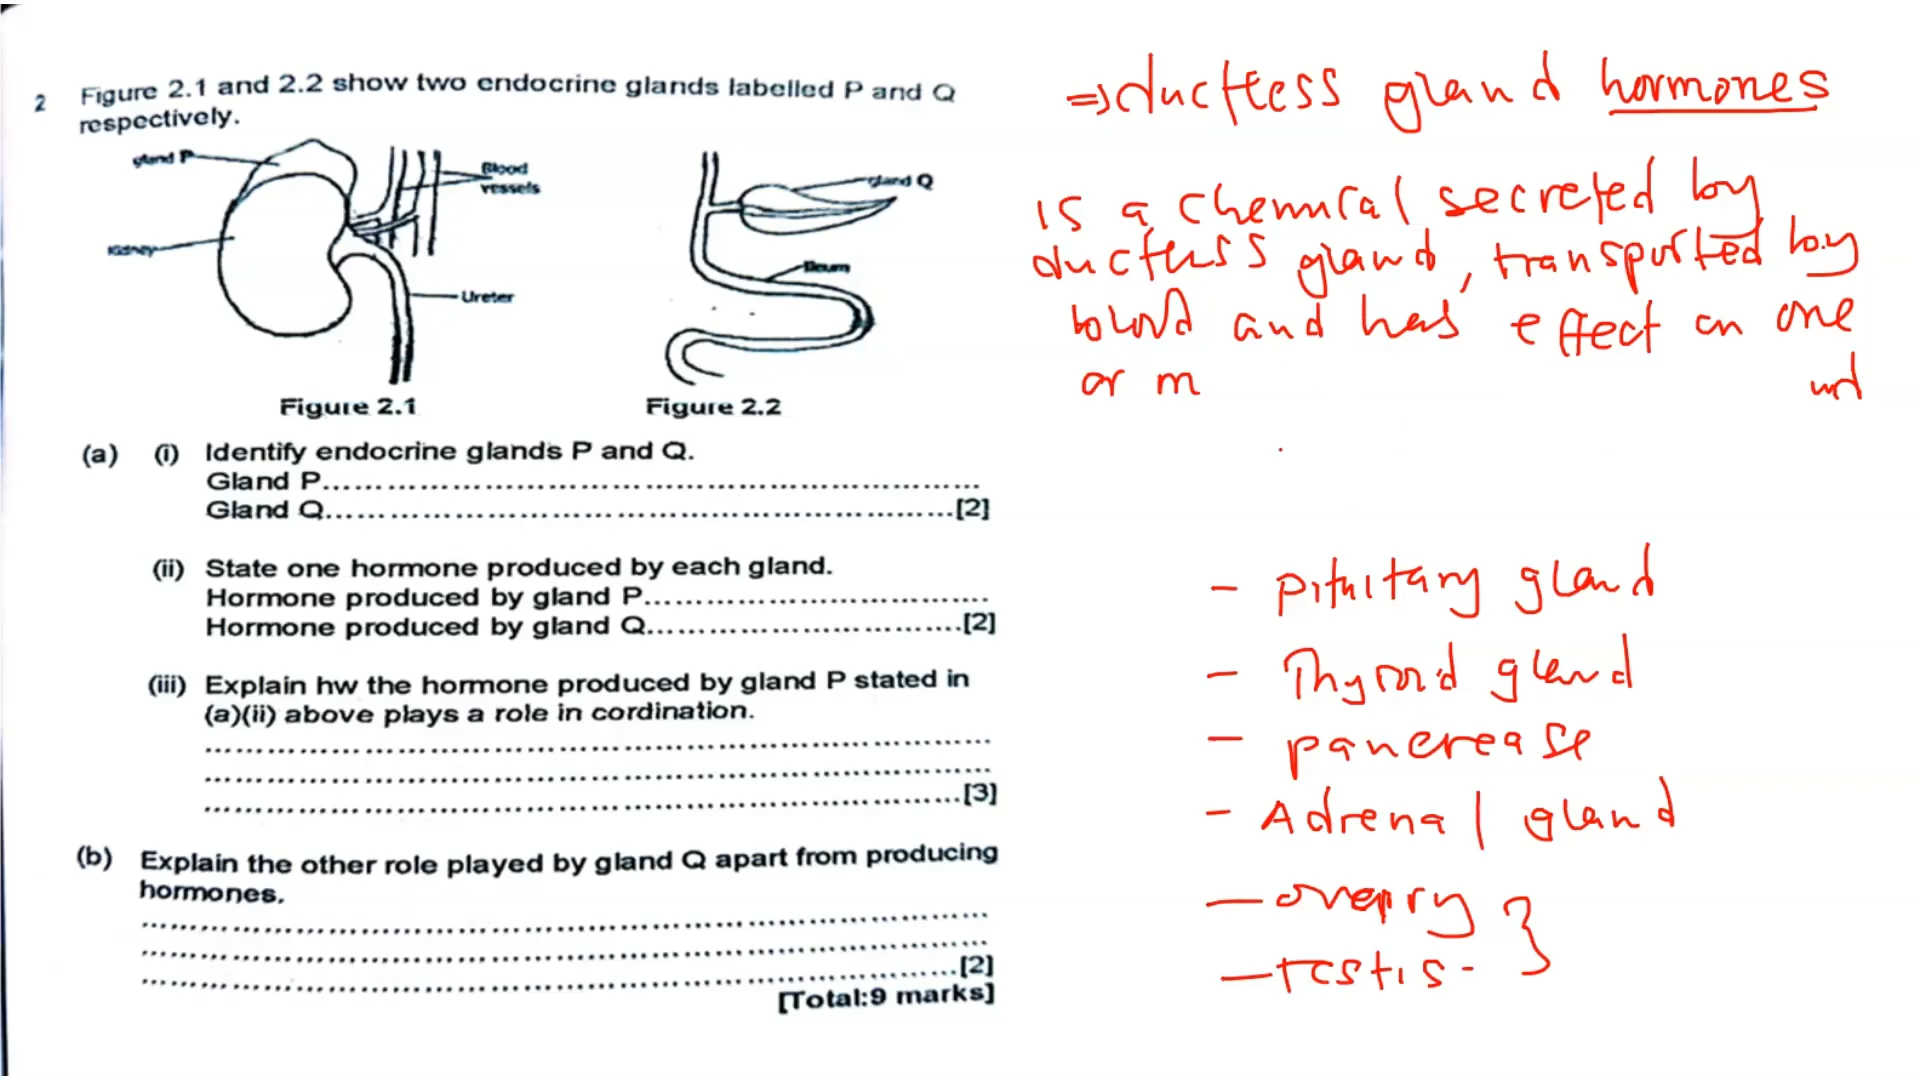 2 Figure 2.1 and 2.2 show two endocrine glands labelled P and Q
respectively.
gland P
Blood
vessels
Kidney
Ureter
gland Q
Ileum
Figure 2.1
Figure 2.2
(a) (i) Identify endocrine glands P and Q.
Gland P..........................................................
Gland Q..........................................................[2]
(ii) State one hormone produced by each gland.
Hormone produced by gland P..................................
Hormone produced by gland Q..............................[2]
(iii) Explain hw the hormone produced by gland P stated in
(a)(ii) above plays a role in cordination.
..........................................................................
..........................................................................
.......................................................................[3]
(b) Explain the other role played by gland Q apart from producing
hormones.
..........................................................................
..........................................................................
..........................................................................[2]
[Total:9 marks]
⇒ ductless gland hormones
is a chemical secreted by
ductless gland, transported by
blood and has effect on one
or m
- pituitary gland
- Thyroid gland
- pancrease
- Adrenal gland
- ovary }
- testis -